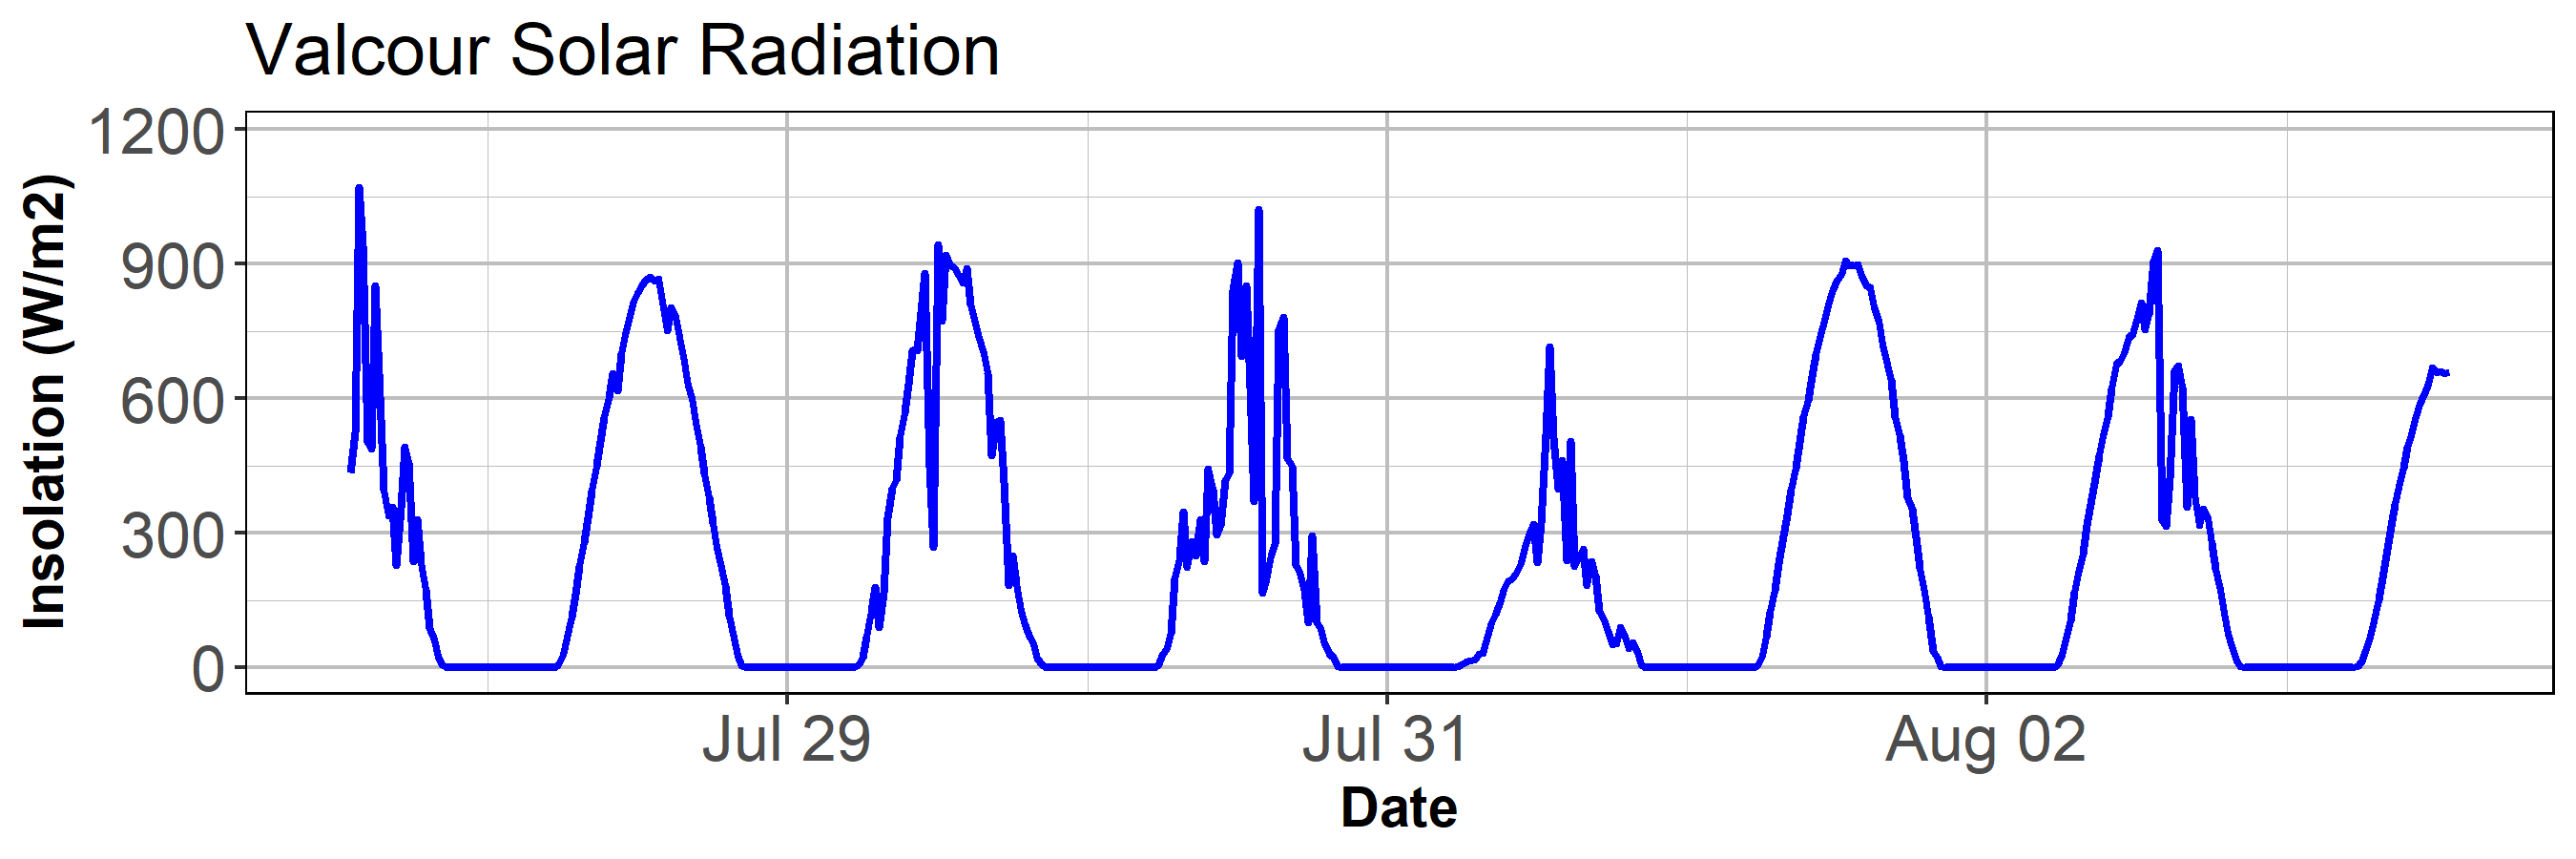 Valcour Solar Radiation
1200
900
600
300
0
Insolation (W/m2)
Jul 29 Jul 31 Aug 02
Date